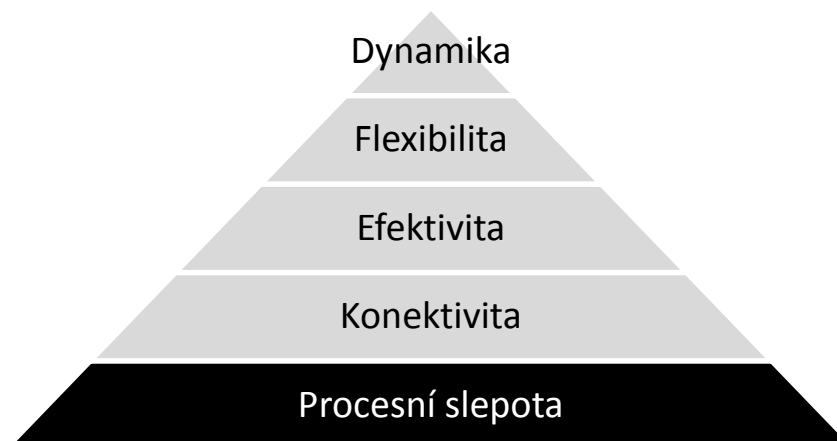 Dynamika
Flexibilita
Efektivita
Konektivita
Procesní slepota